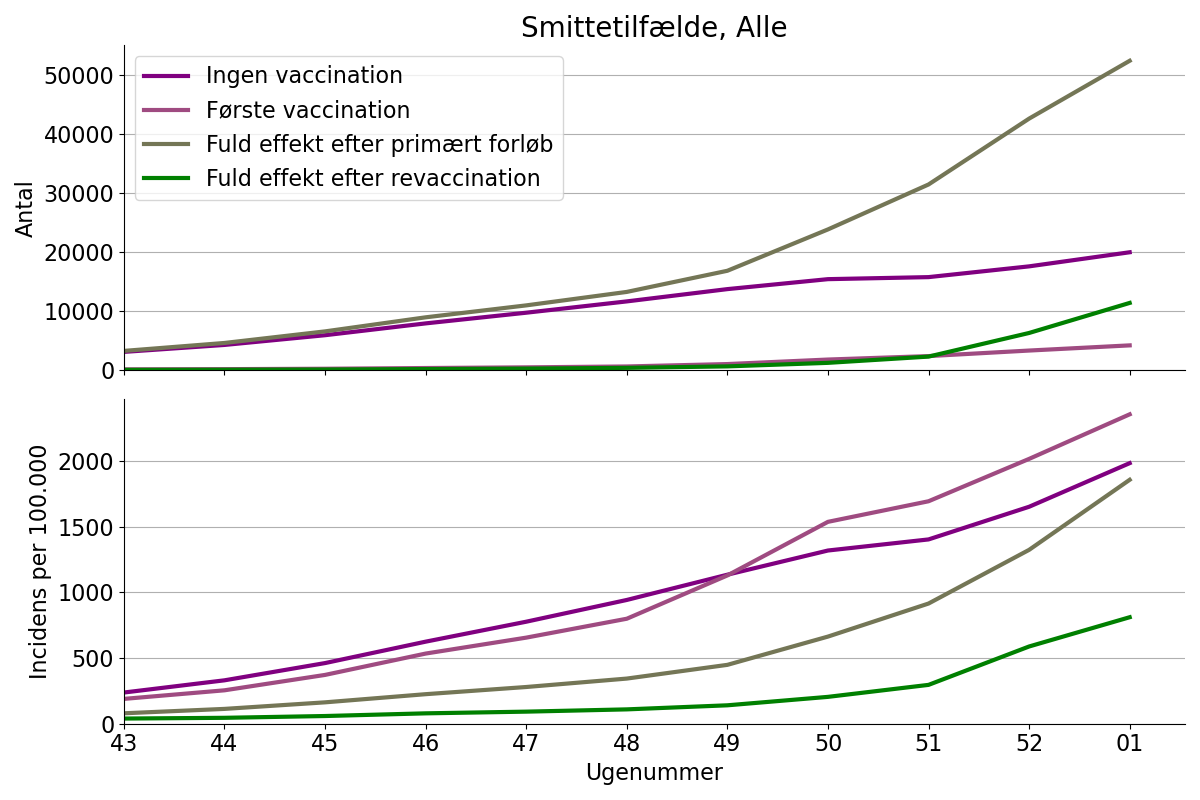 Smittetilfælde, Alle
Ingen vaccination
Første vaccination
Fuld effekt efter primært forløb
Fuld effekt efter revaccination
50000
40000
30000
20000
10000
0
Antal
2000
1500
1000
500
0
Incidens per 100.000
43 44 45 46 47 48 49 50 51 52 01
Ugenummer